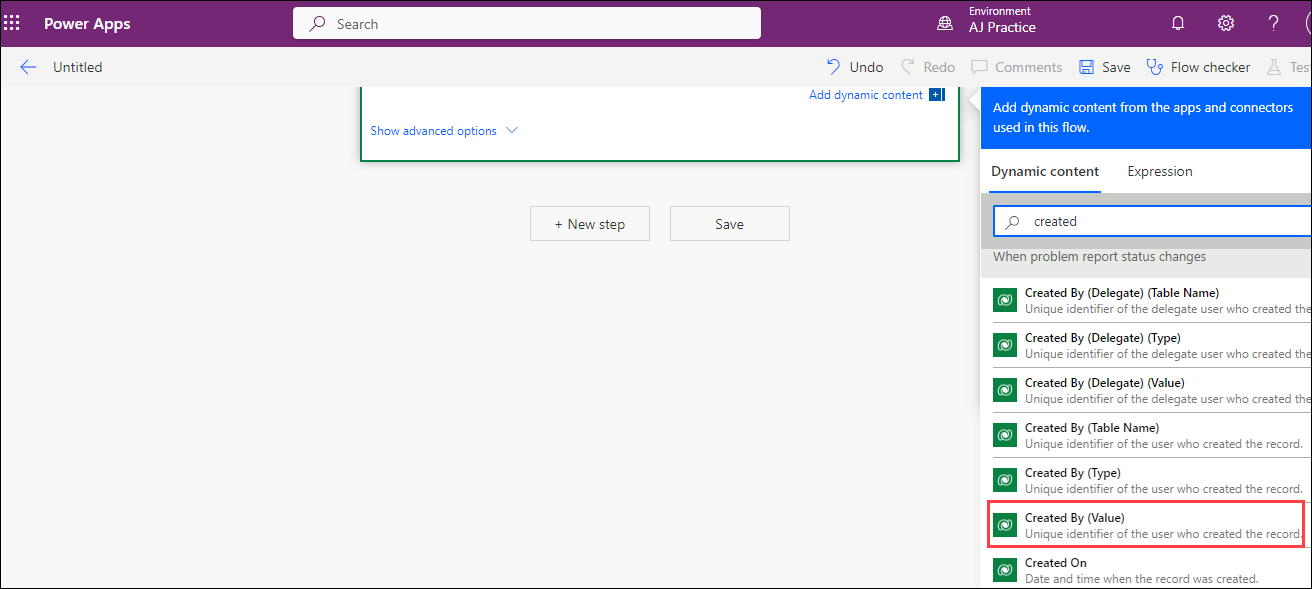 Power Apps
Search
Environment
AJ Practice
?
Untitled
Undo
Redo
Comments
Save
Flow checker
Test
Add dynamic content
Show advanced options
+ New step
Save
Add dynamic content from the apps and connectors
used in this flow.
Dynamic content
Expression
created
When problem report status changes
Created By (Delegate) (Table Name)
Unique identifier of the delegate user who created the
Created By (Delegate) (Type)
Unique identifier of the delegate user who created the
Created By (Delegate) (Value)
Unique identifier of the delegate user who created the
Created By (Table Name)
Unique identifier of the user who created the record.
Created By (Type)
Unique identifier of the user who created the record.
Created By (Value)
Unique identifier of the user who created the record.
Created On
Date and time when the record was created.